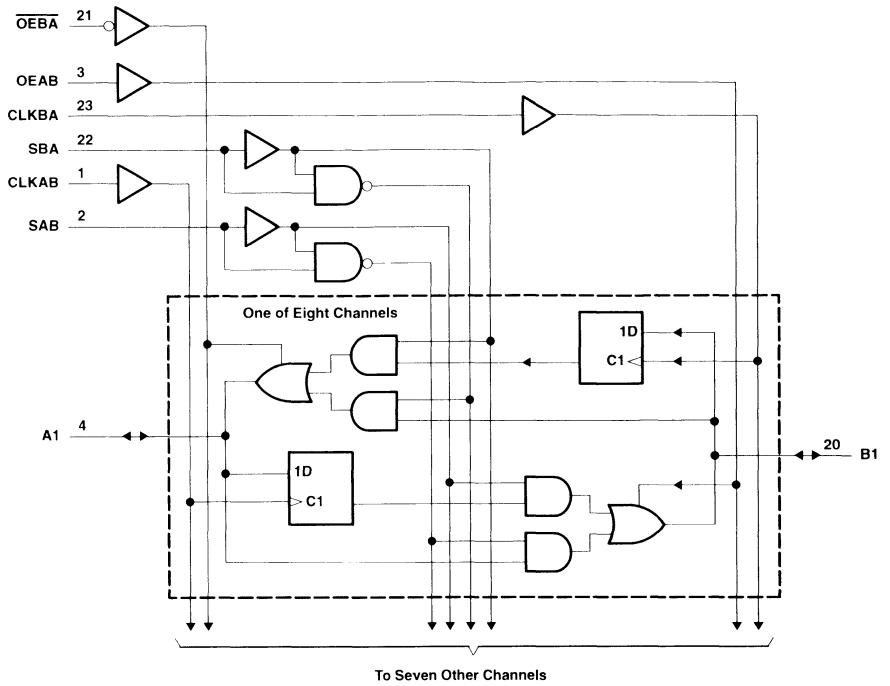 OEBA 21
OEAB 3
CLKBA 23
SBA 22
CLKAB 1
SAB 2
One of Eight Channels
1D
C1
A1 4
20 B1
1D
C1
To Seven Other Channels